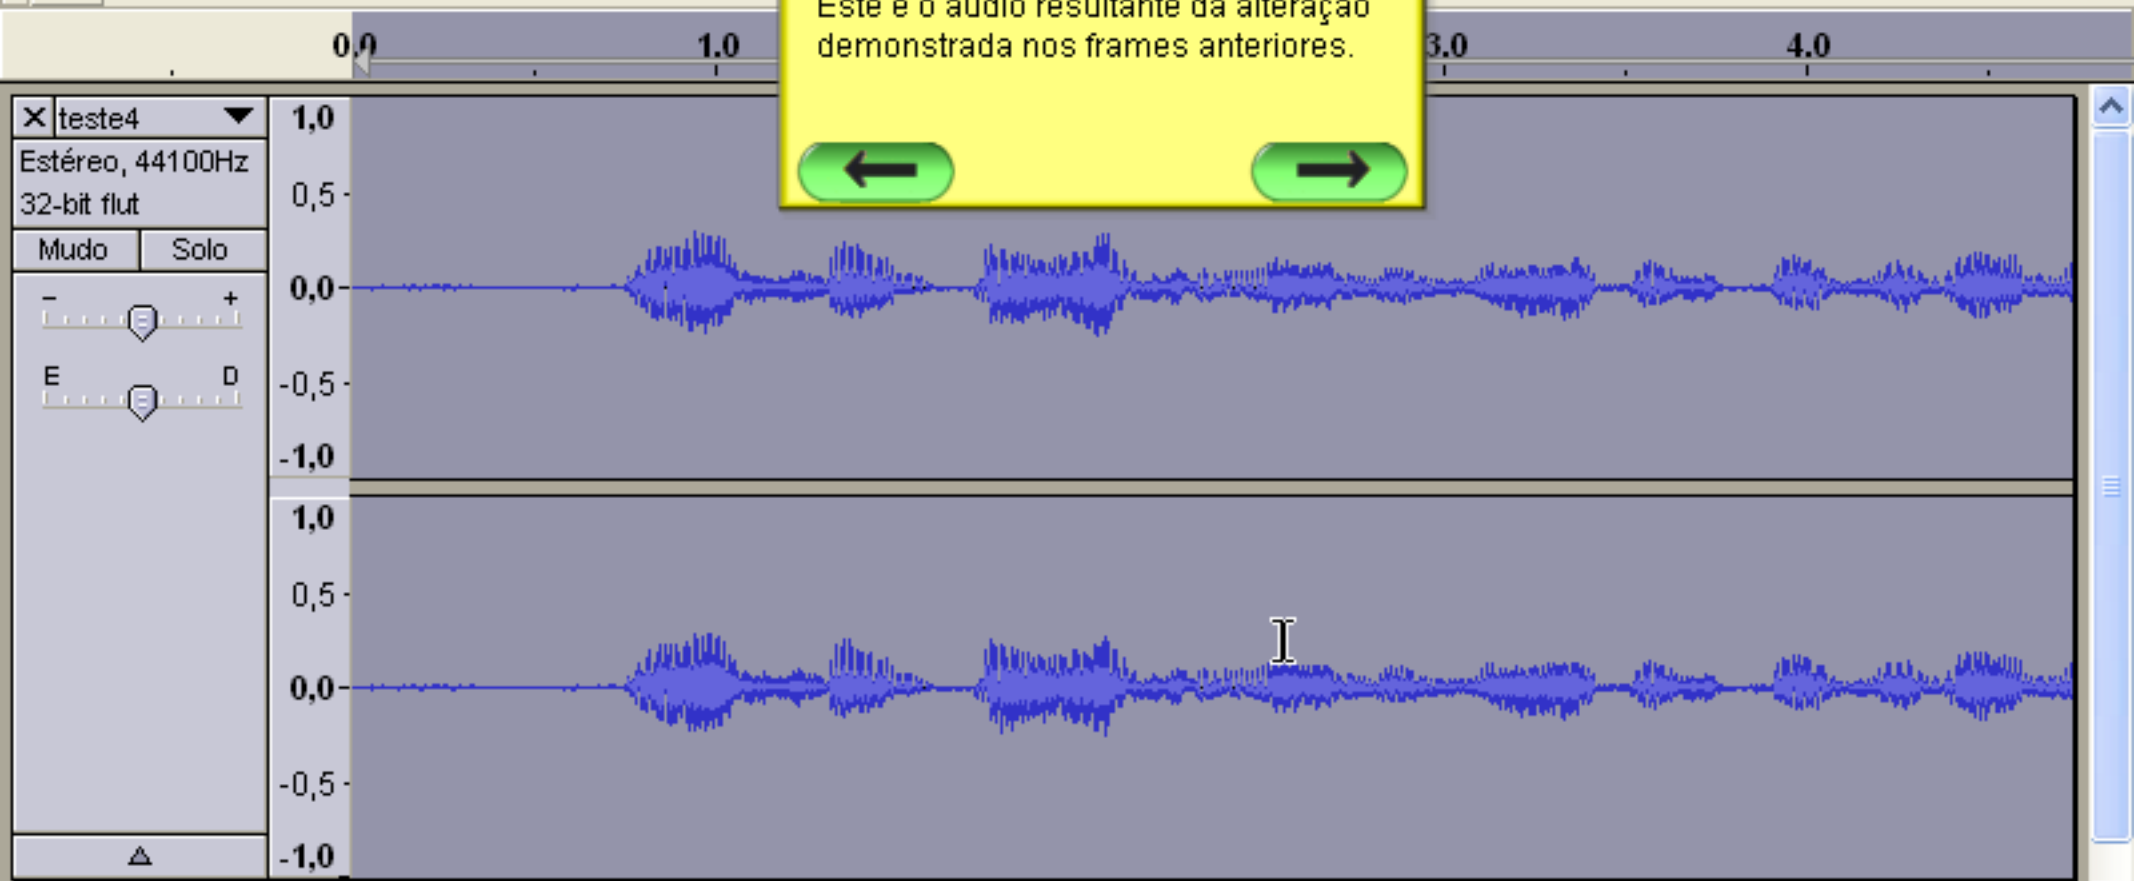 Este é o áudio resultante da alteração
demonstrada nos frames anteriores.
0,0 1.0 3.0 4.0
teste4
Estéreo, 44100Hz
32-bit flut
Mudo Solo
- +
E D
1,0
0,5
0,0
-0,5
-1,0
1,0
0,5
0,0
-0,5
-1,0